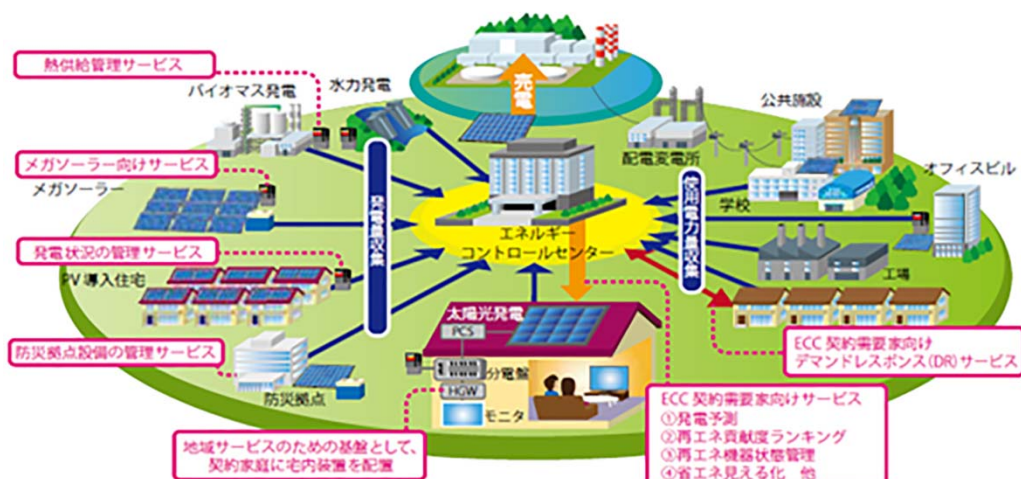 熱供給管理サービス
バイオマス発電
水力発電
売電
公共施設
配電変電所
メガソーラー向けサービス
メガソーラー
オフィスビル
学校
発電量収集
使用電力量収集
エネルギー
コントロールセンター
工場
発電状況の管理サービス
PV導入住宅
太陽光発電
PCS
分電盤
HGW
モニタ
防災拠点設備の管理サービス
防災拠点
ECC契約需要家向け
デマンドレスポンス(DR)サービス
地域サービスのための基盤として、
契約家庭に宅内装置を配置
ECC契約需要家向けサービス
①発電予測
②再エネ貢献度ランキング
③再エネ機器状態管理
④省エネ見える化　他